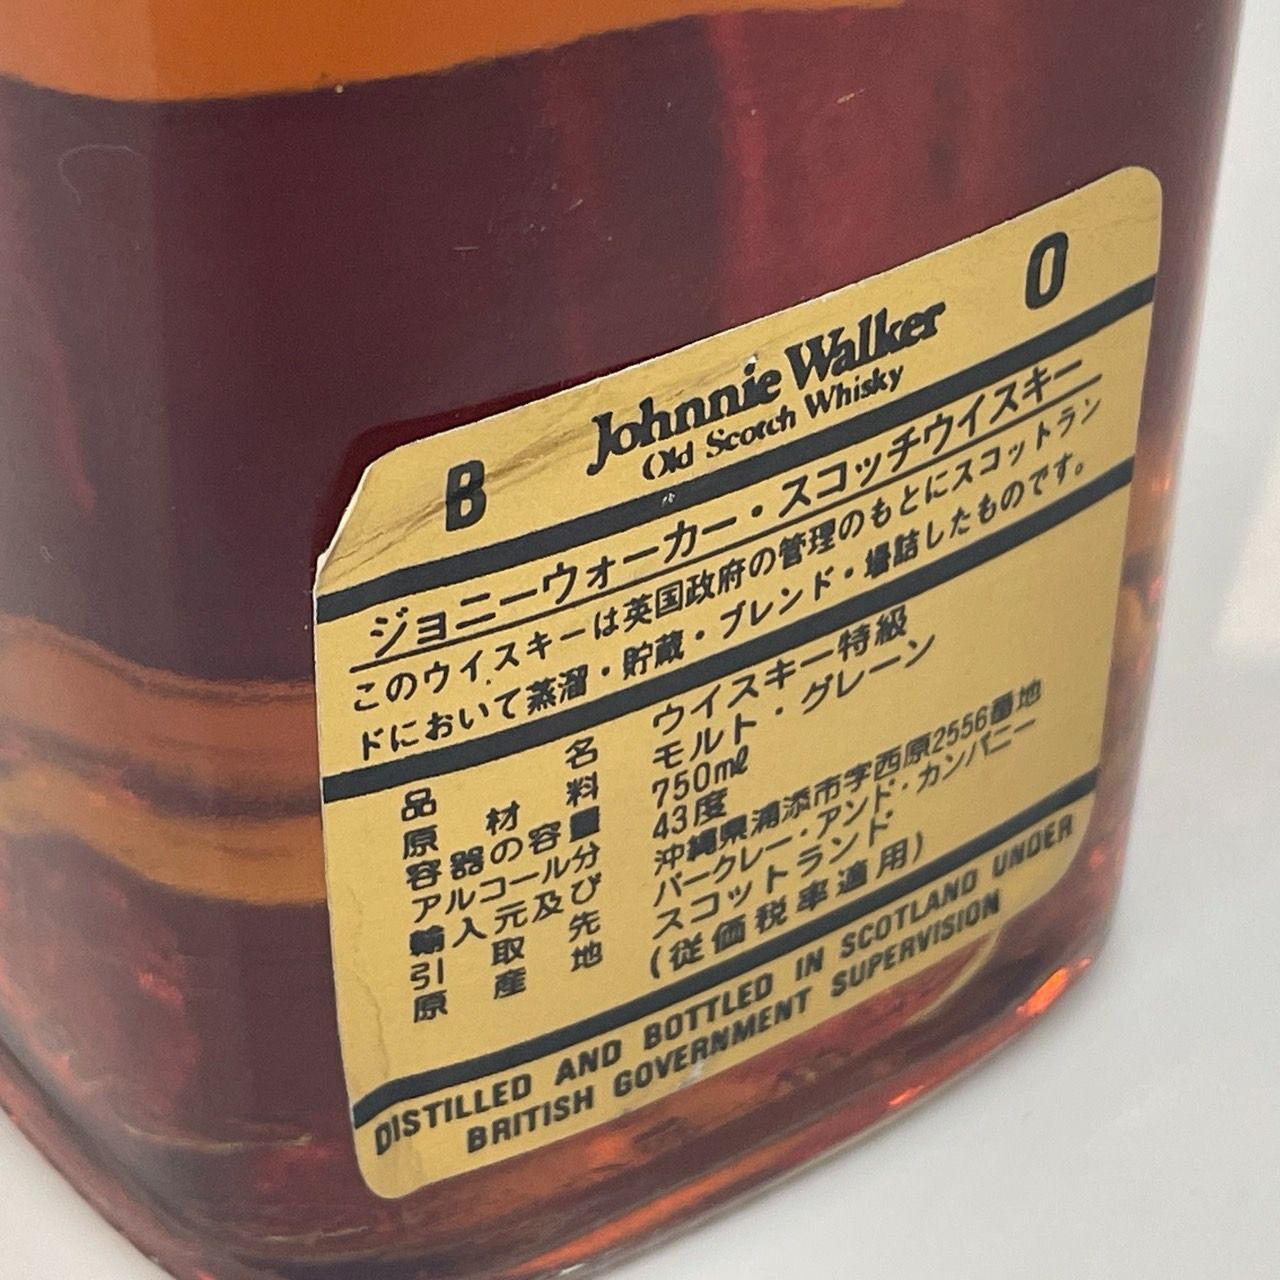 B
O
Johnnie Walker
Old Scotch Whisky
ジョニーウォーカー・スコッチウイスキー
このウイスキーは英国政府の管理のもとにスコットラン
ドにおいて蒸溜・貯蔵・ブレンド・壜詰したものです。
品名 ウイスキー特級
原材料 モルト・グレーン
容器の容量 750ml
アルコール分 43度
輸入元及び 沖縄県浦添市字西原2556番地
引取先 バークレー・アンド・カンパニー
原産地 スコットランド
(従価税率適用)
DISTILLED AND BOTTLED IN SCOTLAND UNDER
BRITISH GOVERNMENT SUPERVISION